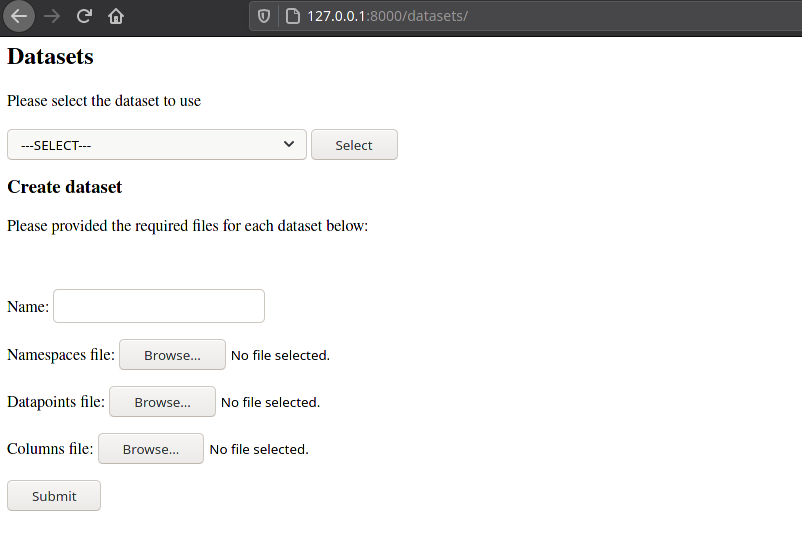 127.0.0.1:8000/datasets/
Datasets
Please select the dataset to use
---SELECT--- Select
Create dataset
Please provided the required files for each dataset below:
Name:
Namespaces file: Browse... No file selected.
Datapoints file: Browse... No file selected.
Columns file: Browse... No file selected.
Submit